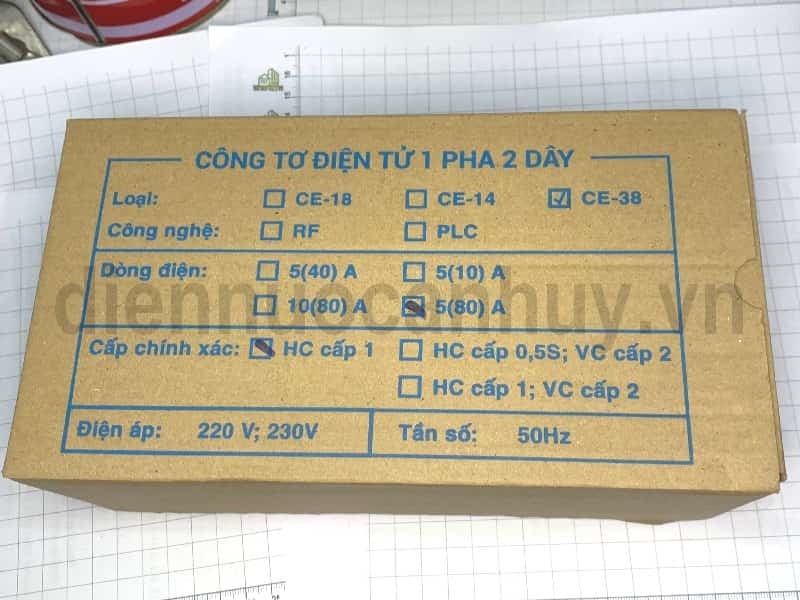 CÔNG TƠ ĐIỆN TỬ 1 PHA 2 DÂY
Loại: ☐ CE-18 ☐ CE-14 ☑ CE-38
Công nghệ: ☐ RF ☐ PLC
Dòng điện: ☐ 5(40) A ☐ 5(10) A
☐ 10(80) A ☑ 5(80) A
diennuocanhuy.vn
Cấp chính xác: ☑ HC cấp 1 ☐ HC cấp 0,5S; VC cấp 2
☐ HC cấp 1; VC cấp 2
Điện áp: 220 V; 230V Tần số: 50Hz